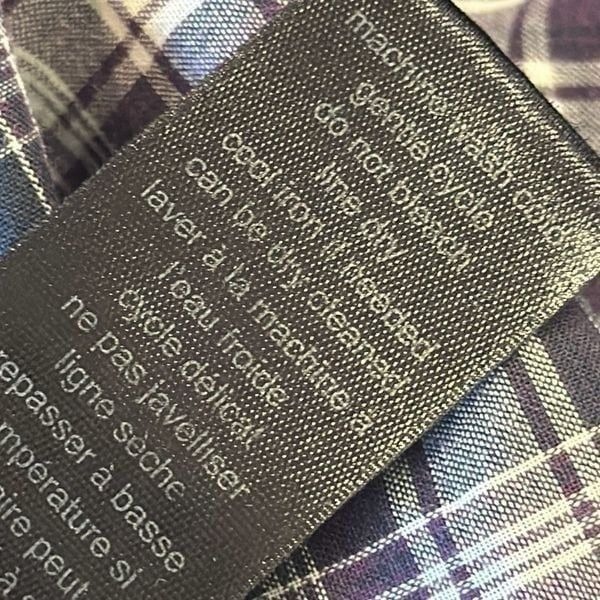 machine wash cold
gentle cycle
do not bleach
line dry
cool iron if needed
can be dry cleaned
laver à la machine à
l'eau froide
cycle délicat
ne pas javelliser
ligne sèche
repasser à basse
mpérature si
aire peut
à